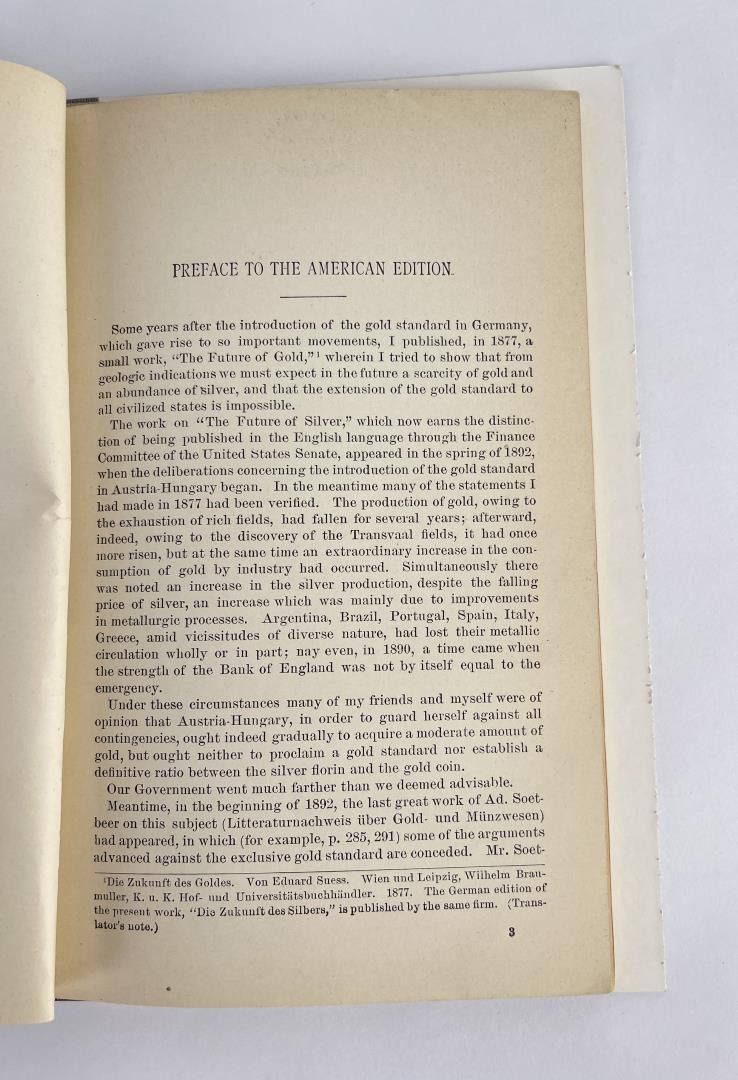 PREFACE TO THE AMERICAN EDITION.
Some years after the introduction of the gold standard in Germany,
which gave rise to so important movements, I published, in 1877, a
small work, "The Future of Gold,"¹ wherein I tried to show that from
geologic indications we must expect in the future a scarcity of gold and
an abundance of silver, and that the extension of the gold standard to
all civilized states is impossible.
The work on "The Future of Silver," which now earns the distinc-
tion of being published in the English language through the Finance
Committee of the United States Senate, appeared in the spring of 1892,
when the deliberations concerning the introduction of the gold standard
in Austria-Hungary began. In the meantime many of the statements I
had made in 1877 had been verified. The production of gold, owing to
the exhaustion of rich fields, had fallen for several years; afterward,
indeed, owing to the discovery of the Transvaal fields, it had once
more risen, but at the same time an extraordinary increase in the con-
sumption of gold by industry had occurred. Simultaneously there
was noted an increase in the silver production, despite the falling
price of silver, an increase which was mainly due to improvements
in metallurgic processes. Argentina, Brazil, Portugal, Spain, Italy,
Greece, amid vicissitudes of diverse nature, had lost their metallic
circulation wholly or in part; nay even, in 1890, a time came when
the strength of the Bank of England was not by itself equal to the
emergency.
Under these circumstances many of my friends and myself were of
opinion that Austria-Hungary, in order to guard herself against all
contingencies, ought indeed gradually to acquire a moderate amount of
gold, but ought neither to proclaim a gold standard nor establish a
definitive ratio between the silver florin and the gold coin.
Our Government went much farther than we deemed advisable.
Meantime, in the beginning of 1892, the last great work of Ad. Soet-
beer on this subject (Litteraturnachweis über Gold- und Münzwesen)
had appeared, in which (for example, p. 285, 291) some of the arguments
advanced against the exclusive gold standard are conceded. Mr. Soet-
¹Die Zukunft des Goldes. Von Eduard Suess. Wien und Leipzig, Wilhelm Brau-
muller, K. u. K. Hof- und Universitätsbuchhändler. 1877. The German edition of
the present work, "Die Zukunft des Silbers," is published by the same firm. (Trans-
lator's note.)
3